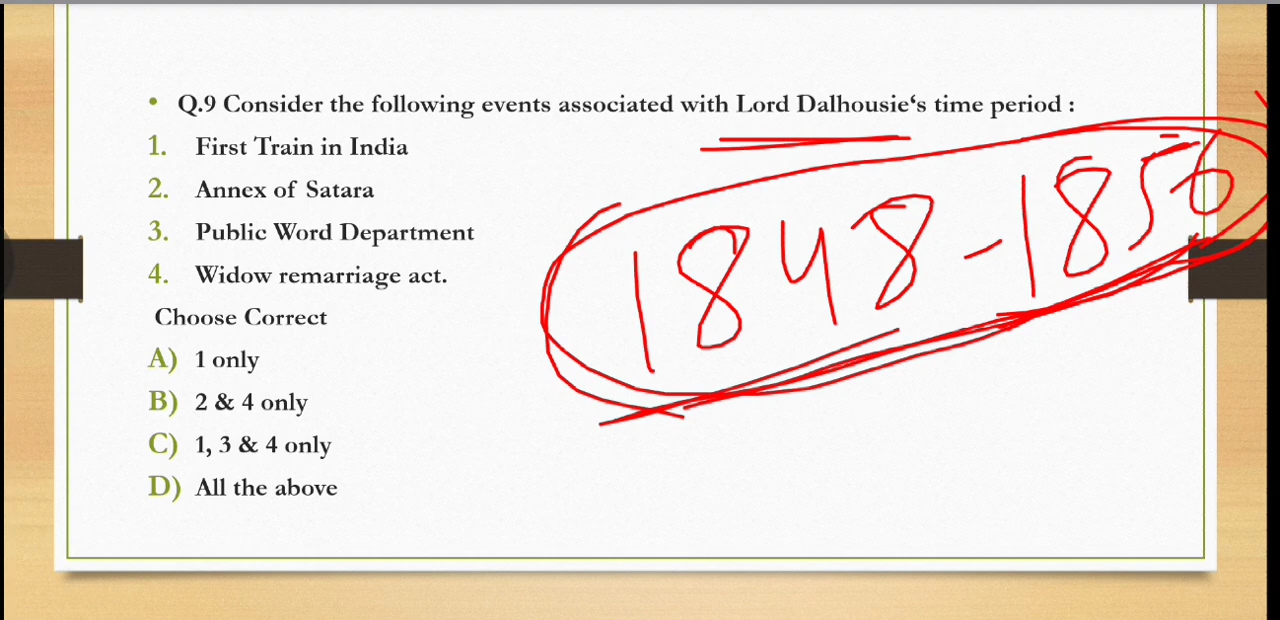 • Q.9 Consider the following events associated with Lord Dalhousie‘s time period :
1. First Train in India
2. Annex of Satara
3. Public Word Department
4. Widow remarriage act.
Choose Correct
A) 1 only
B) 2 & 4 only
C) 1, 3 & 4 only
D) All the above
1848-1856